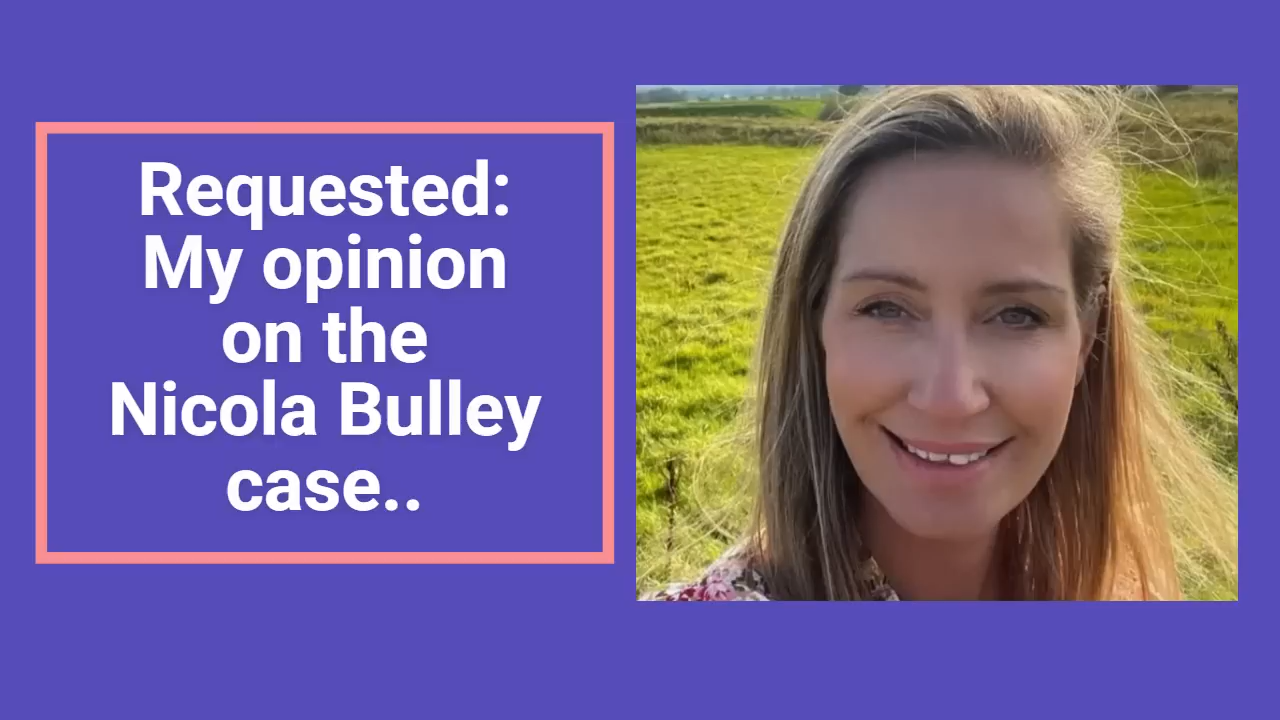 Requested:
My opinion
on the
Nicola Bulley
case..